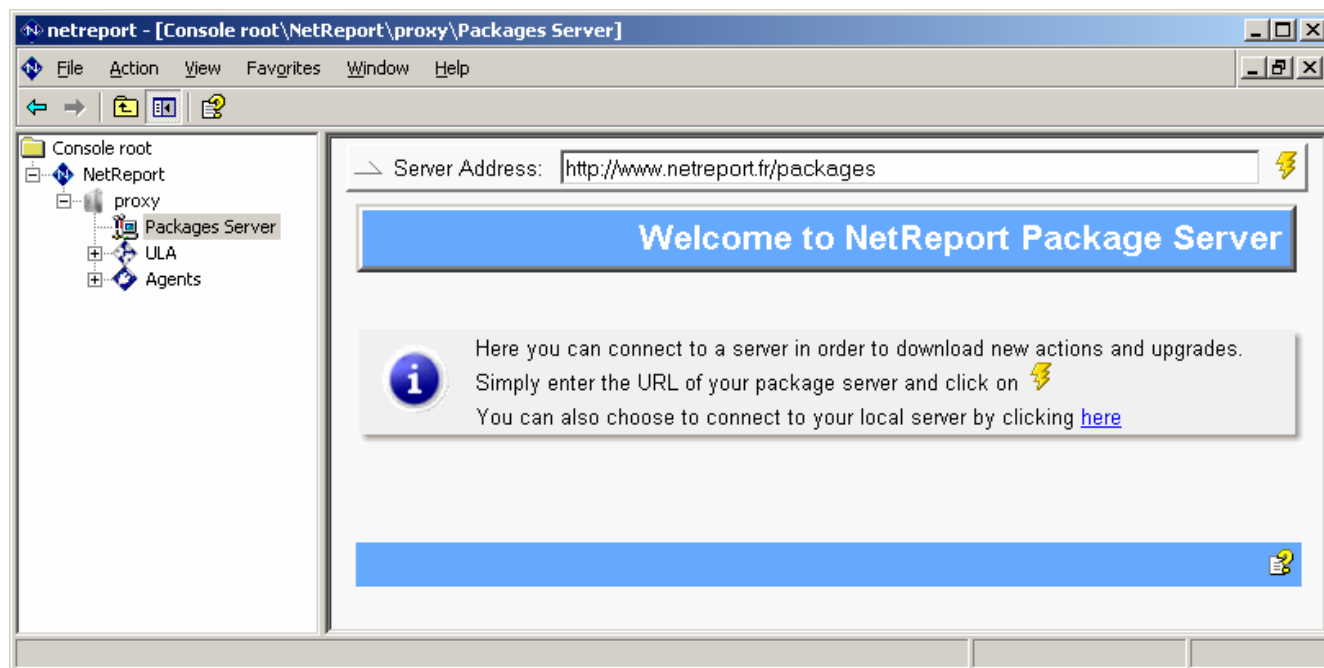 netreport - [Console root\NetReport\proxy\Packages Server]
File Action View Favorites Window Help
Console root
NetReport
proxy
Packages Server
ULA
Agents
Server Address: http://www.netreport.fr/packages
Welcome to NetReport Package Server
Here you can connect to a server in order to download new actions and upgrades.
Simply enter the URL of your package server and click on
You can also choose to connect to your local server by clicking here